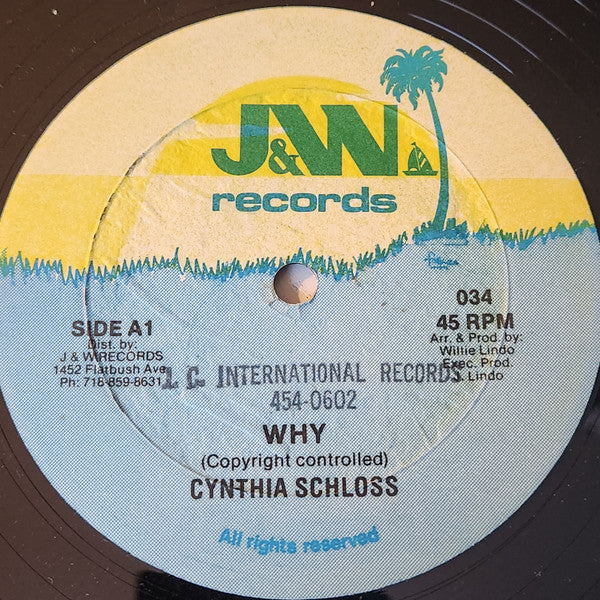 J&W
records
SIDE A1
Dist. by:
J & W RECORDS
1452 Flatbush Ave
Ph: 718-859-8631
034
45 RPM
Arr. & Prod. by:
Willie Lindo
Exec. Prod.
Lindo
INTERNATIONAL RECORDS
454-0602
WHY
(Copyright controlled)
CYNTHIA SCHLOSS
All rights reserved